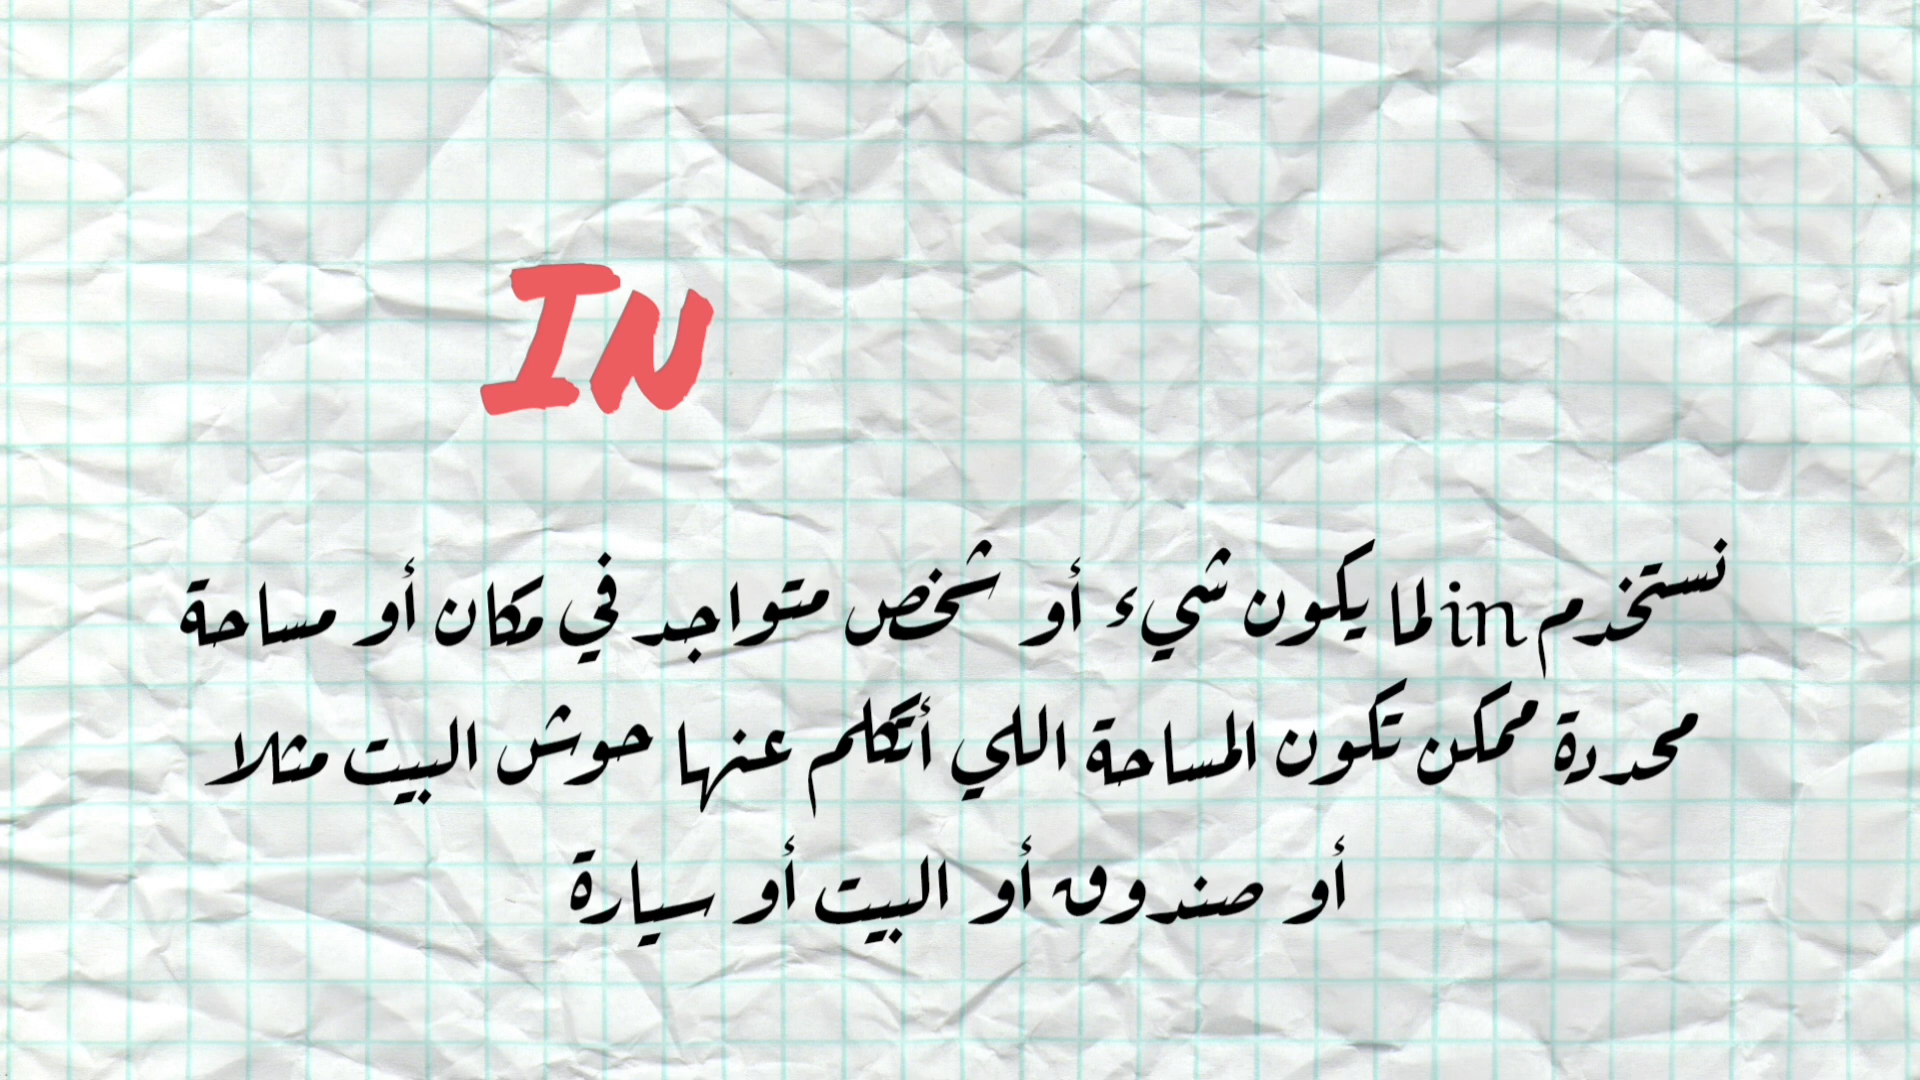 IN
نستخدم in لما يكون شيء أو شخص متواجد في مكان أو مساحة
محددة ممكن تكون المساحة اللي أتكلم عنها حوش البيت مثلا
أو صندوق أو البيت أو سيارة